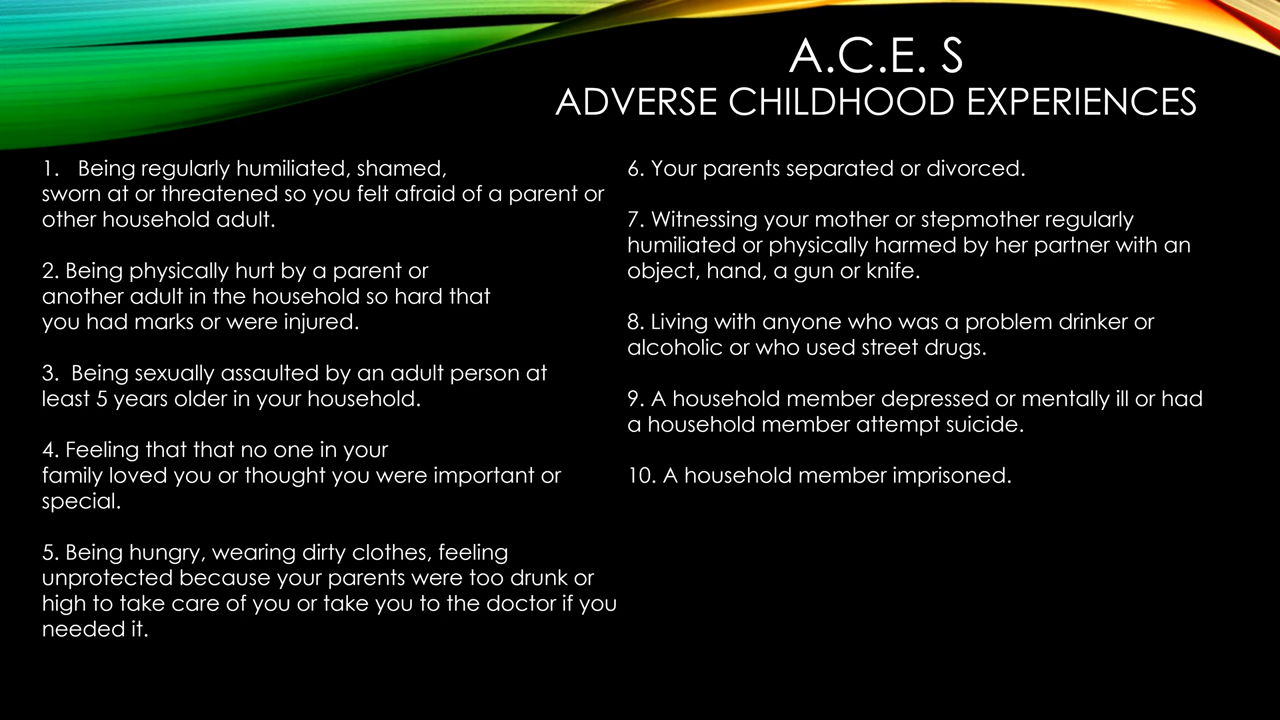 A.C.E. S
ADVERSE CHILDHOOD EXPERIENCES
1. Being regularly humiliated, shamed,
sworn at or threatened so you felt afraid of a parent or
other household adult.
2. Being physically hurt by a parent or
another adult in the household so hard that
you had marks or were injured.
3. Being sexually assaulted by an adult person at
least 5 years older in your household.
4. Feeling that that no one in your
family loved you or thought you were important or
special.
5. Being hungry, wearing dirty clothes, feeling
unprotected because your parents were too drunk or
high to take care of you or take you to the doctor if you
needed it.
6. Your parents separated or divorced.
7. Witnessing your mother or stepmother regularly
humiliated or physically harmed by her partner with an
object, hand, a gun or knife.
8. Living with anyone who was a problem drinker or
alcoholic or who used street drugs.
9. A household member depressed or mentally ill or had
a household member attempt suicide.
10. A household member imprisoned.